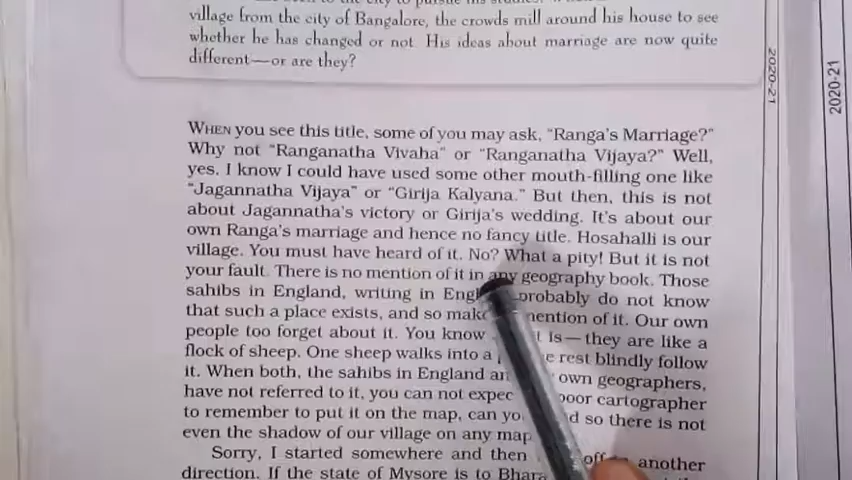 village from the city of Bangalore, the crowds mill around his house to see
whether he has changed or not. His ideas about marriage are now quite
different—or are they?
WHEN you see this title, some of you may ask, “Ranga's Marriage?”
Why not “Ranganatha Vivaha” or “Ranganatha Vijaya?” Well,
yes. I know I could have used some other mouth-filling one like
“Jagannatha Vijaya” or “Girija Kalyana.” But then, this is not
about Jagannatha's victory or Girija's wedding. It's about our
own Ranga's marriage and hence no fancy title. Hosahalli is our
village. You must have heard of it. No? What a pity! But it is not
your fault. There is no mention of it in any geography book. Those
sahibs in England, writing in probably do not know
that such a place exists, and so mention of it. Our own
people too forget about it. You know is—they are like a
flock of sheep. One sheep walks into a rest blindly follow
it. When both, the sahibs in England own geographers,
have not referred to it, you can not poor cartographer
to remember to put it on the map, can so there is not
even the shadow of our village on any map
Sorry, I started somewhere and then another
direction. If the state of Mysore is to
2020-21
2020-21